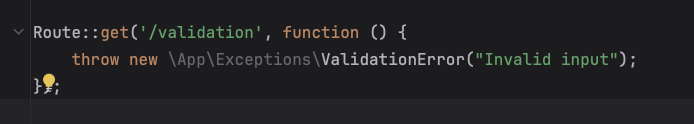 Route::get('/validation', function () {
    throw new \App\Exceptions\ValidationError("Invalid input");
});